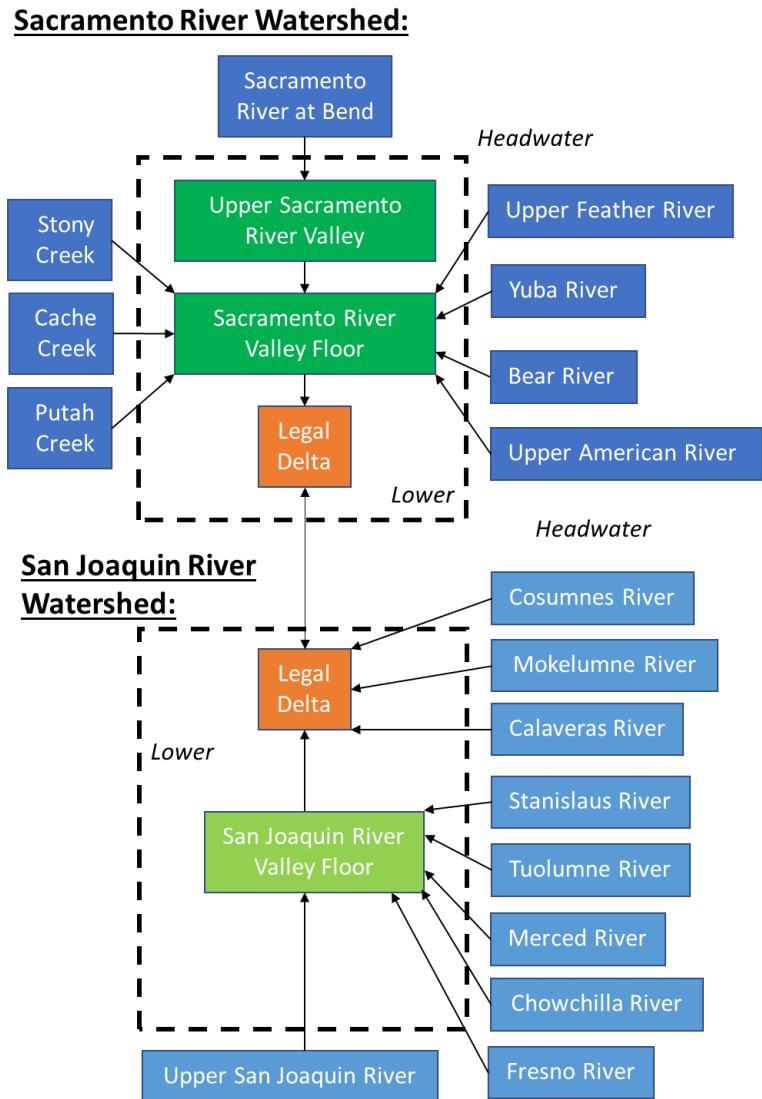 Sacramento River Watershed:
Sacramento
River at Bend
Headwater
Upper Sacramento
River Valley
Upper Feather River
Stony
Creek
Yuba River
Cache
Creek
Sacramento River
Valley Floor
Bear River
Putah
Creek
Legal
Delta
Upper American River
Lower
Headwater
San Joaquin River
Watershed:
Cosumnes River
Legal
Delta
Mokelumne River
Calaveras River
Lower
Stanislaus River
San Joaquin River
Valley Floor
Tuolumne River
Merced River
Chowchilla River
Upper San Joaquin River
Fresno River